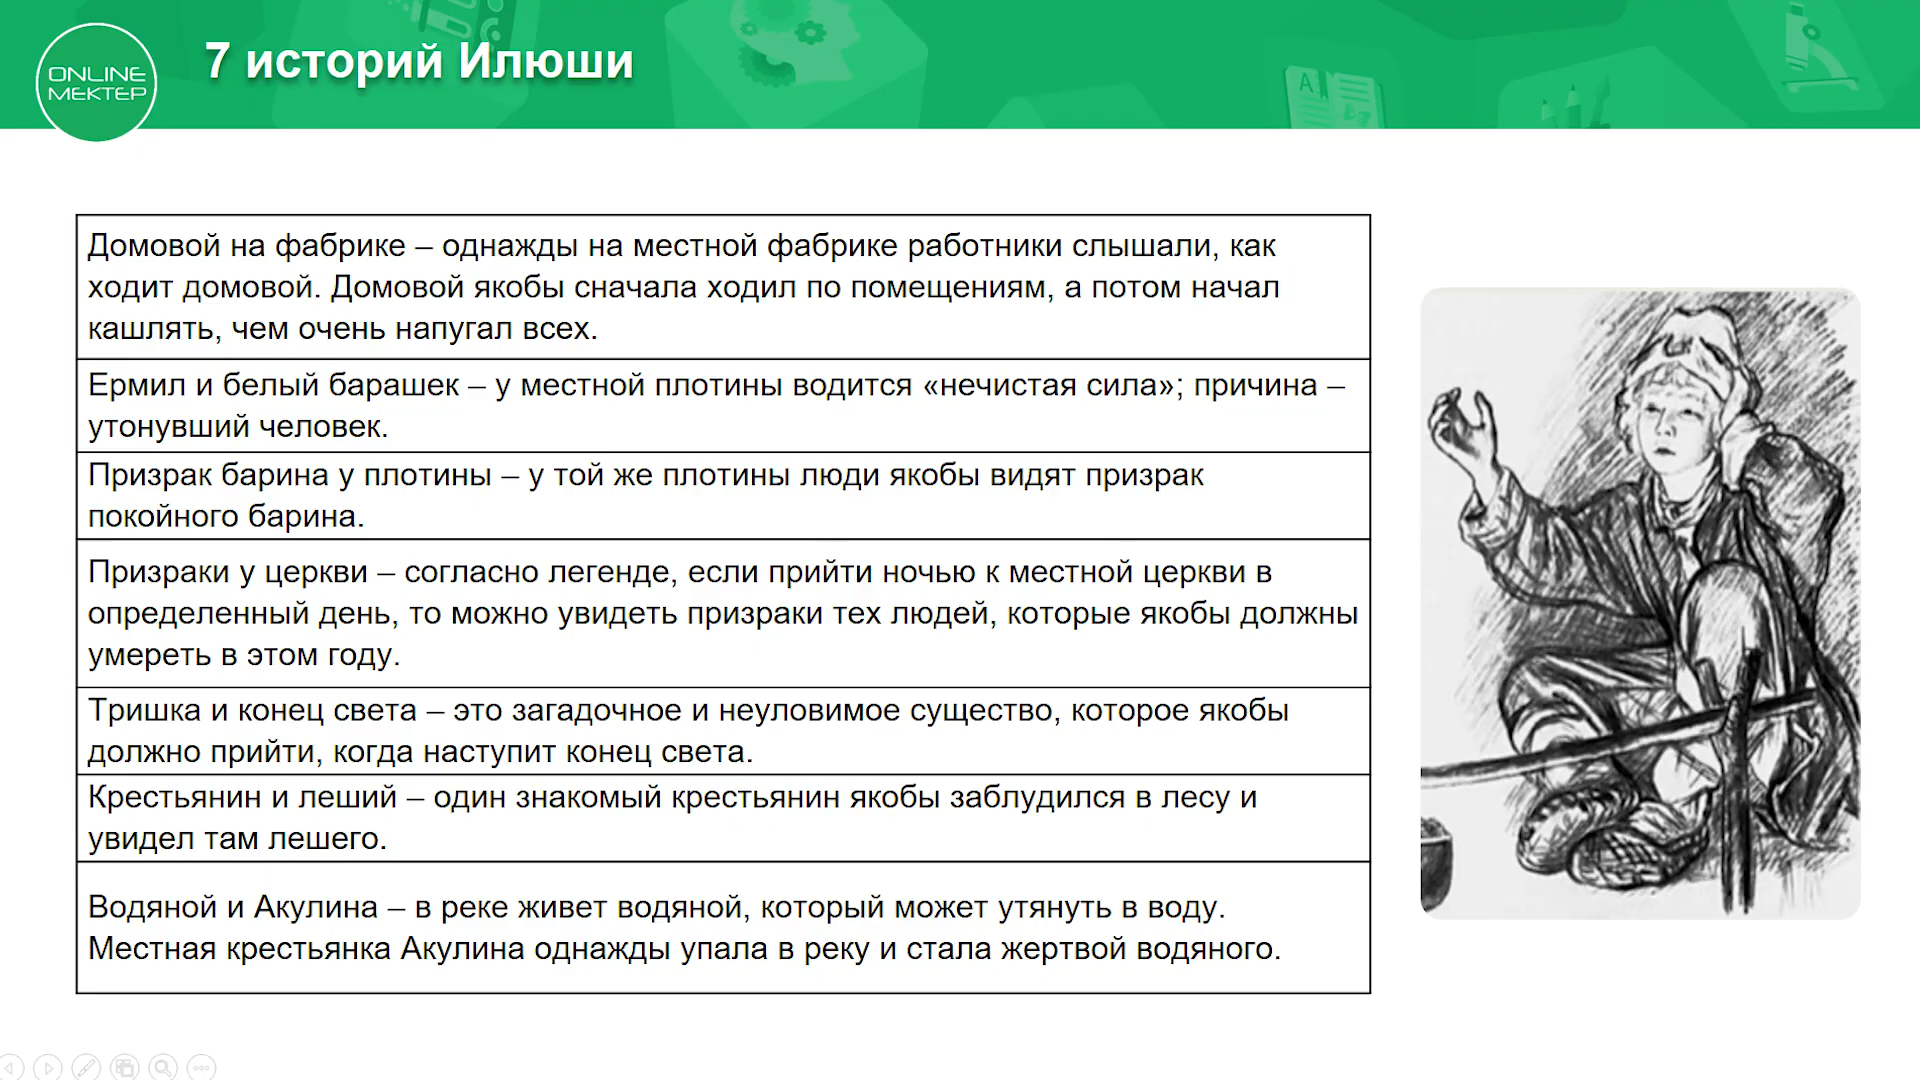 ONLINE
МЕКТЕР
7 историй Илюши
Домовой на фабрике – однажды на местной фабрике работники слышали, как
ходит домовой. Домовой якобы сначала ходил по помещениям, а потом начал
кашлять, чем очень напугал всех.
Ермил и белый барашек – у местной плотины водится «нечистая сила»; причина –
утонувший человек.
Призрак барина у плотины – у той же плотины люди якобы видят призрак
покойного барина.
Призраки у церкви – согласно легенде, если прийти ночью к местной церкви в
определенный день, то можно увидеть призраки тех людей, которые якобы должны
умереть в этом году.
Тришка и конец света – это загадочное и неуловимое существо, которое якобы
должно прийти, когда наступит конец света.
Крестьянин и леший – один знакомый крестьянин якобы заблудился в лесу и
увидел там лешего.
Водяной и Акулина – в реке живет водяной, который может утянуть в воду.
Местная крестьянка Акулина однажды упала в реку и стала жертвой водяного.